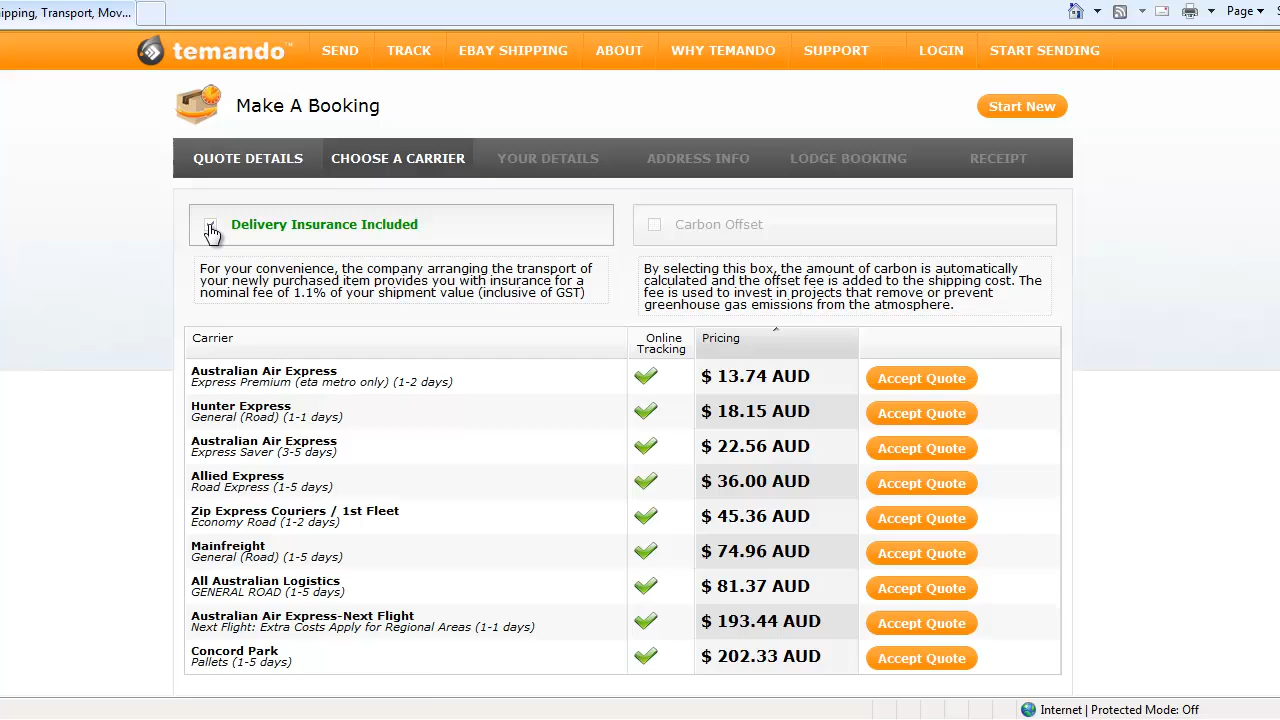 hipping, Transport, Mov...
Page
temando™
SEND
TRACK
EBAY SHIPPING
ABOUT
WHY TEMANDO
SUPPORT
LOGIN
START SENDING
Make A Booking
Start New
QUOTE DETAILS
CHOOSE A CARRIER
YOUR DETAILS
ADDRESS INFO
LODGE BOOKING
RECEIPT
Delivery Insurance Included
For your convenience, the company arranging the transport of
your newly purchased item provides you with insurance for a
nominal fee of 1.1% of your shipment value (inclusive of GST)
Carbon Offset
By selecting this box, the amount of carbon is automatically
calculated and the offset fee is added to the shipping cost. The
fee is used to invest in projects that remove or prevent
greenhouse gas emissions from the atmosphere.
Carrier
Online
Tracking
Pricing
Australian Air Express
Express Premium (eta metro only) (1-2 days)
$ 13.74 AUD
Accept Quote
Hunter Express
General (Road) (1-1 days)
$ 18.15 AUD
Accept Quote
Australian Air Express
Express Saver (3-5 days)
$ 22.56 AUD
Accept Quote
Allied Express
Road Express (1-5 days)
$ 36.00 AUD
Accept Quote
Zip Express Couriers / 1st Fleet
Economy Road (1-2 days)
$ 45.36 AUD
Accept Quote
Mainfreight
General (Road) (1-5 days)
$ 74.96 AUD
Accept Quote
All Australian Logistics
GENERAL ROAD (1-5 days)
$ 81.37 AUD
Accept Quote
Australian Air Express-Next Flight
Next Flight: Extra Costs Apply for Regional Areas (1-1 days)
$ 193.44 AUD
Accept Quote
Concord Park
Pallets (1-5 days)
$ 202.33 AUD
Accept Quote
Internet | Protected Mode: Off